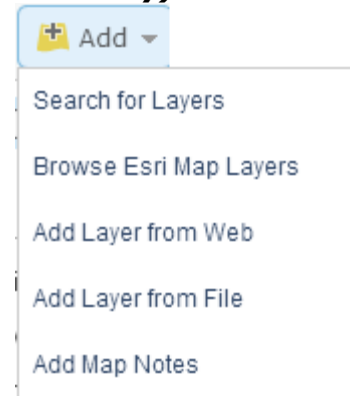 Add
Search for Layers
Browse Esri Map Layers
Add Layer from Web
Add Layer from File
Add Map Notes